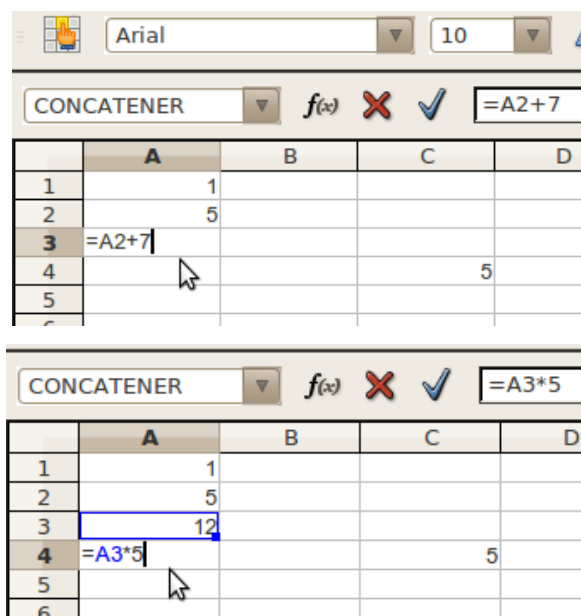 Arial 10
CONCATENER f(x) =A2+7
A B C D
1 1
2 5
3 =A2+7
4 5
5
CONCATENER f(x) =A3*5
A B C D
1 1
2 5
3 12
4 =A3*5 5
5
6